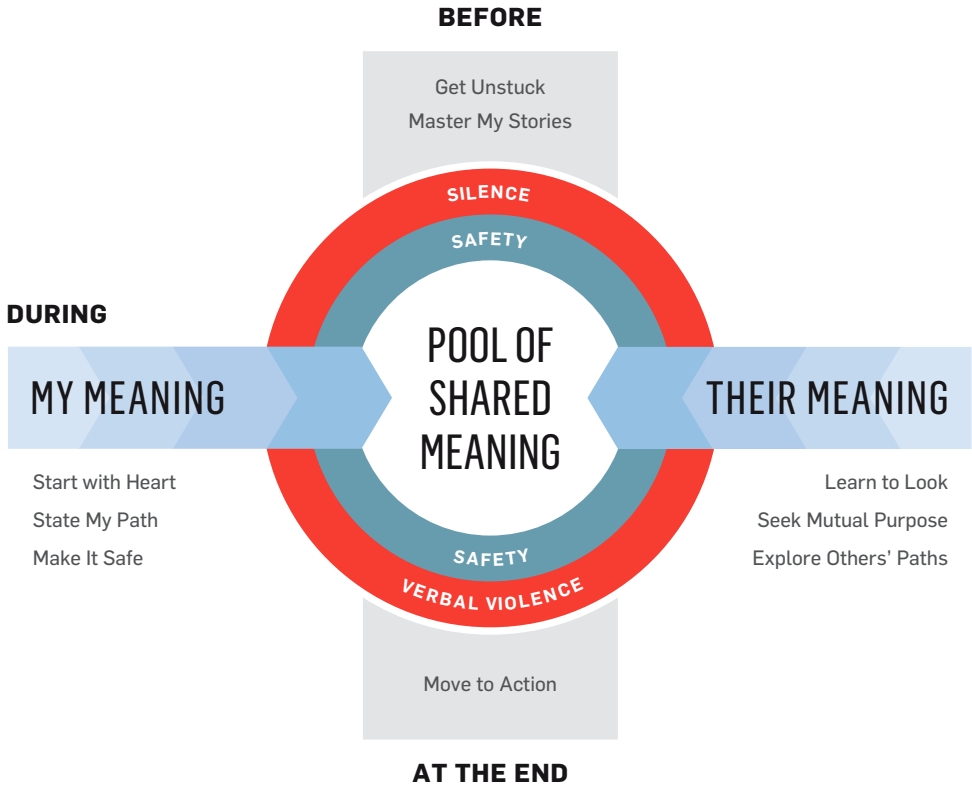 BEFORE
Get Unstuck
Master My Stories
SILENCE
SAFETY
DURING
MY MEANING
POOL OF
SHARED
MEANING
THEIR MEANING
Start with Heart
State My Path
Make It Safe
Learn to Look
Seek Mutual Purpose
Explore Others’ Paths
SAFETY
VERBAL VIOLENCE
Move to Action
AT THE END